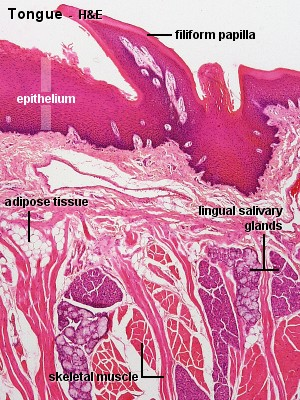 Tongue - H&E
filiform papilla
epithelium
adipose tissue
lingual salivary
glands
skeletal muscle